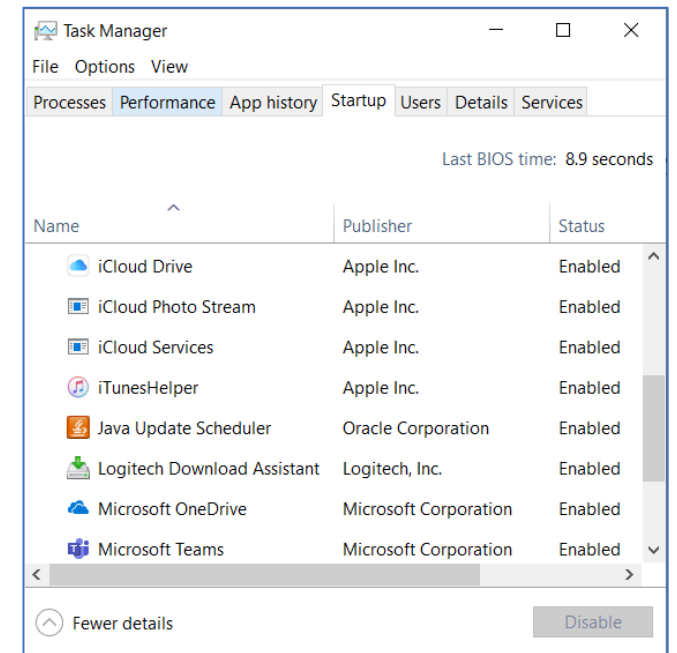 Task Manager
File Options View
Processes Performance App history Startup Users Details Services
Last BIOS time: 8.9 seconds
Name Publisher Status
iCloud Drive Apple Inc. Enabled
iCloud Photo Stream Apple Inc. Enabled
iCloud Services Apple Inc. Enabled
iTunesHelper Apple Inc. Enabled
Java Update Scheduler Oracle Corporation Enabled
Logitech Download Assistant Logitech, Inc. Enabled
Microsoft OneDrive Microsoft Corporation Enabled
Microsoft Teams Microsoft Corporation Enabled
Fewer details Disable